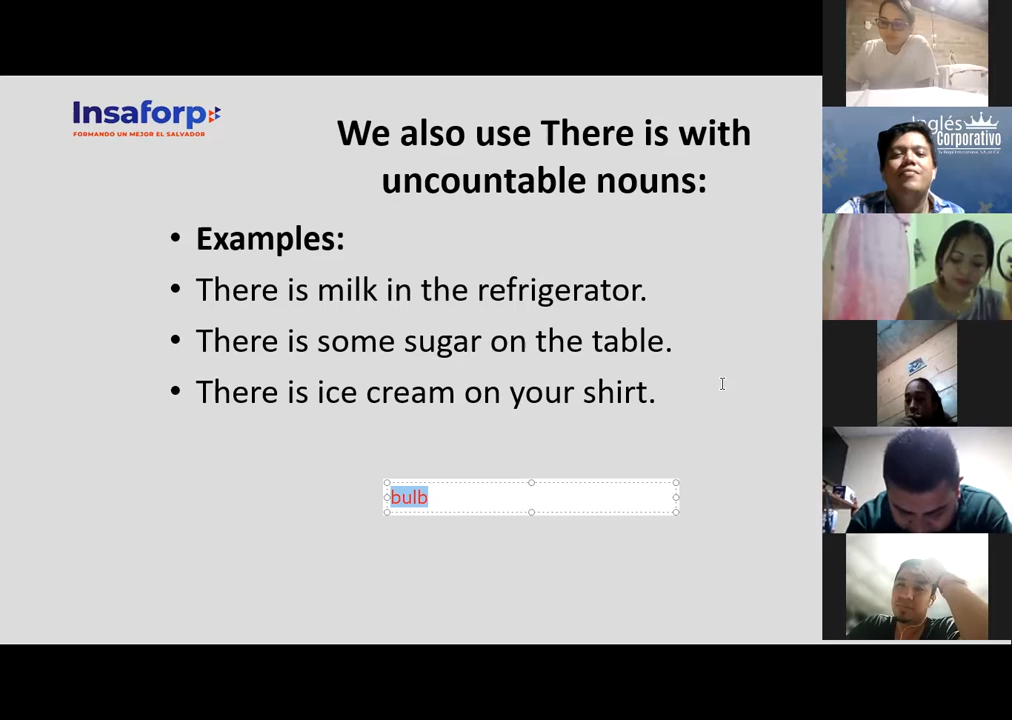 Insaforp
FORMANDO UN MEJOR EL SALVADOR
We also use There is with
uncountable nouns:
• Examples:
• There is milk in the refrigerator.
• There is some sugar on the table.
• There is ice cream on your shirt.
bulb
Inglés
Corporativo